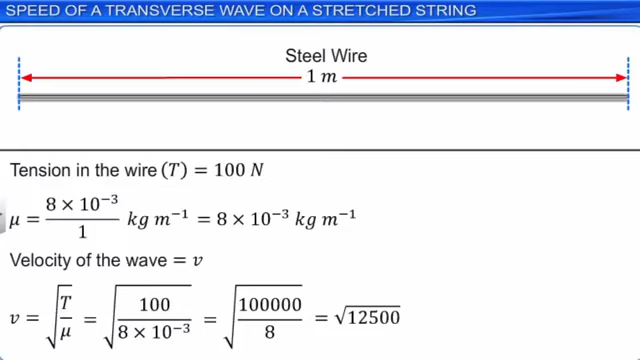 SPEED OF A TRANSVERSE WAVE ON A STRETCHED STRING
Steel Wire
1 m
Tension in the wire (T) = 100 N
μ = \frac{8 × 10⁻³}{1} kg m⁻¹ = 8 × 10⁻³ kg m⁻¹
Velocity of the wave = v
v = √(T/μ) = √(100/(8 × 10⁻³)) = √(100000/8) = √12500